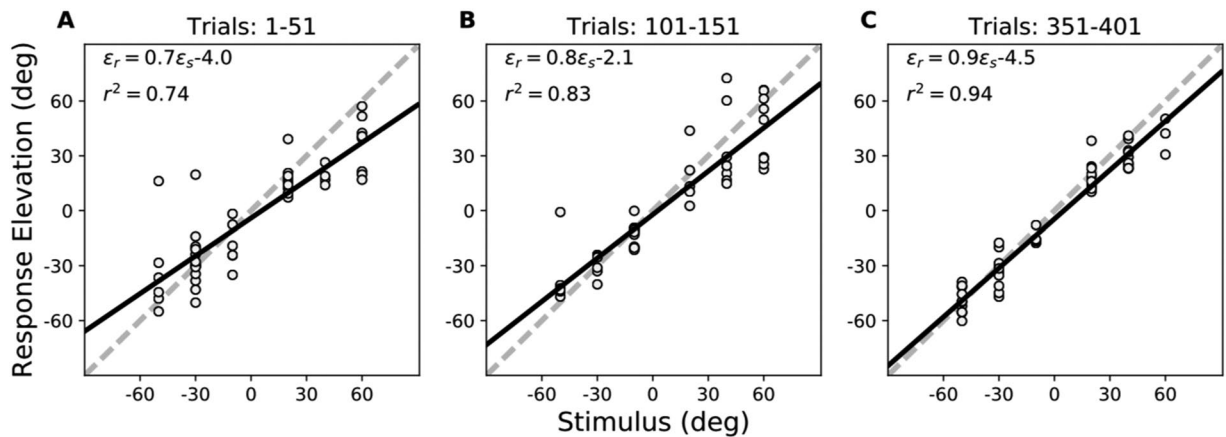 A Trials: 1-51
B Trials: 101-151
C Trials: 351-401
εr = 0.7εs-4.0
r² = 0.74
εr = 0.8εs-2.1
r² = 0.83
εr = 0.9εs-4.5
r² = 0.94
Response Elevation (deg)
60
30
0
-30
-60
60
30
0
-30
-60
60
30
0
-30
-60
-60 -30 0 30 60
-60 -30 0 30 60
-60 -30 0 30 60
Stimulus (deg)